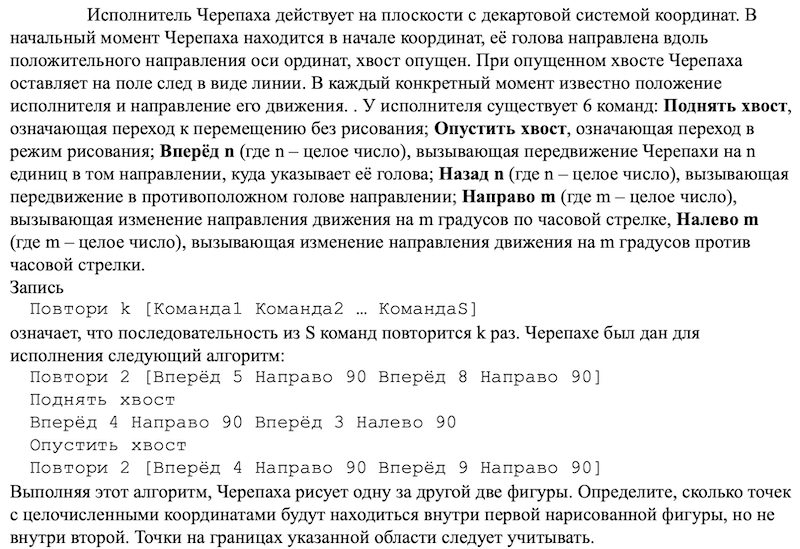 Исполнитель Черепаха действует на плоскости с декартовой системой координат. В
начальный момент Черепаха находится в начале координат, её голова направлена вдоль
положительного направления оси ординат, хвост опущен. При опущенном хвосте Черепаха
оставляет на поле след в виде линии. В каждый конкретный момент известно положение
исполнителя и направление его движения. . У исполнителя существует 6 команд: Поднять хвост,
означающая переход к перемещению без рисования; Опустить хвост, означающая переход в
режим рисования; Вперёд n (где n – целое число), вызывающая передвижение Черепахи на n
единиц в том направлении, куда указывает её голова; Назад n (где n – целое число), вызывающая
передвижение в противоположном голове направлении; Направо m (где m – целое число),
вызывающая изменение направления движения на m градусов по часовой стрелке, Налево m
(где m – целое число), вызывающая изменение направления движения на m градусов против
часовой стрелки.
Запись
Повтори k [Команда1 Команда2 … КомандаS]
означает, что последовательность из S команд повторится k раз. Черепахе был дан для
исполнения следующий алгоритм:
Повтори 2 [Вперёд 5 Направо 90 Вперёд 8 Направо 90]
Поднять хвост
Вперёд 4 Направо 90 Вперёд 3 Налево 90
Опустить хвост
Повтори 2 [Вперёд 4 Направо 90 Вперёд 9 Направо 90]
Выполняя этот алгоритм, Черепаха рисует одну за другой две фигуры. Определите, сколько точек
с целочисленными координатами будут находиться внутри первой нарисованной фигуры, но не
внутри второй. Точки на границах указанной области следует учитывать.